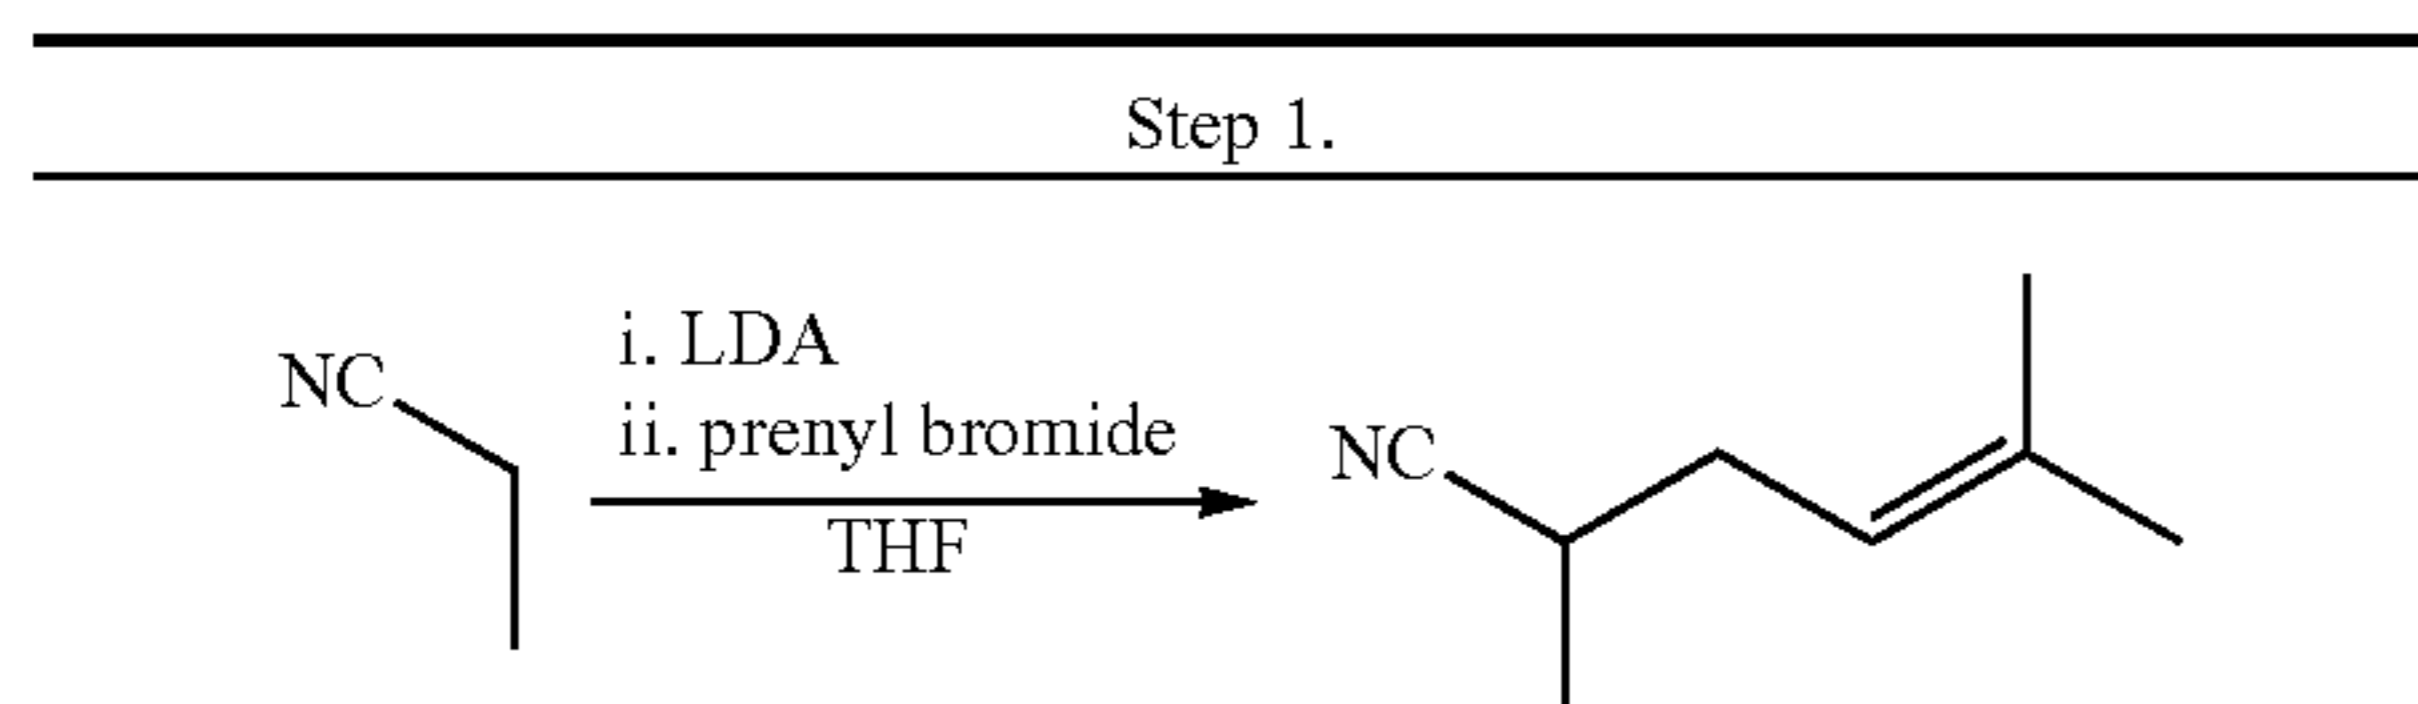 Step 1.
i. LDA
NC
ii. prenyl bromide
NC
THF